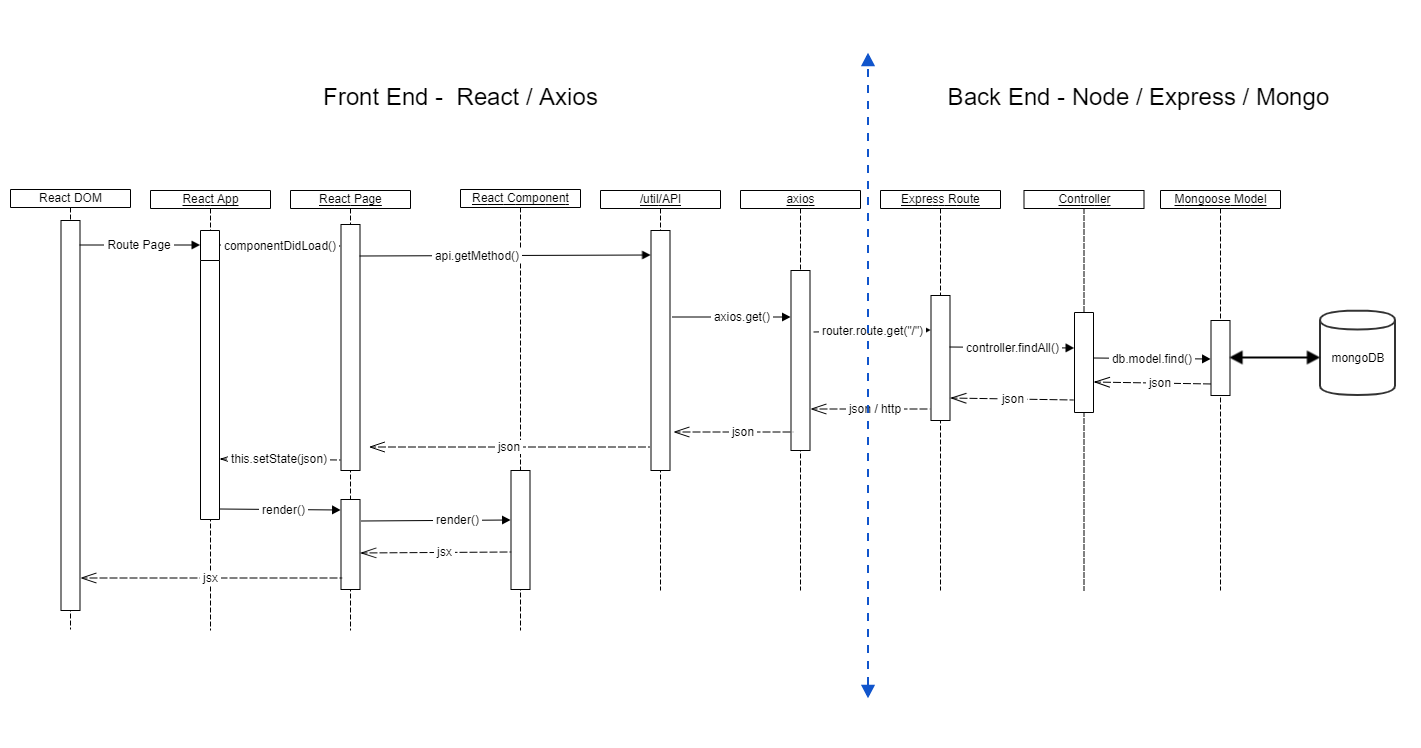 Front End -  React / Axios
Back End - Node / Express / Mongo
React DOM
React App
React Page
React Component
/util/API
axios
Express Route
Controller
Mongoose Model
Route Page
componentDidLoad()
api.getMethod()
axios.get()
router.route.get("/")
controller.findAll()
db.model.find()
mongoDB
json
json
json / http
json
json
this.setState(json)
render()
render()
jsx
jsx